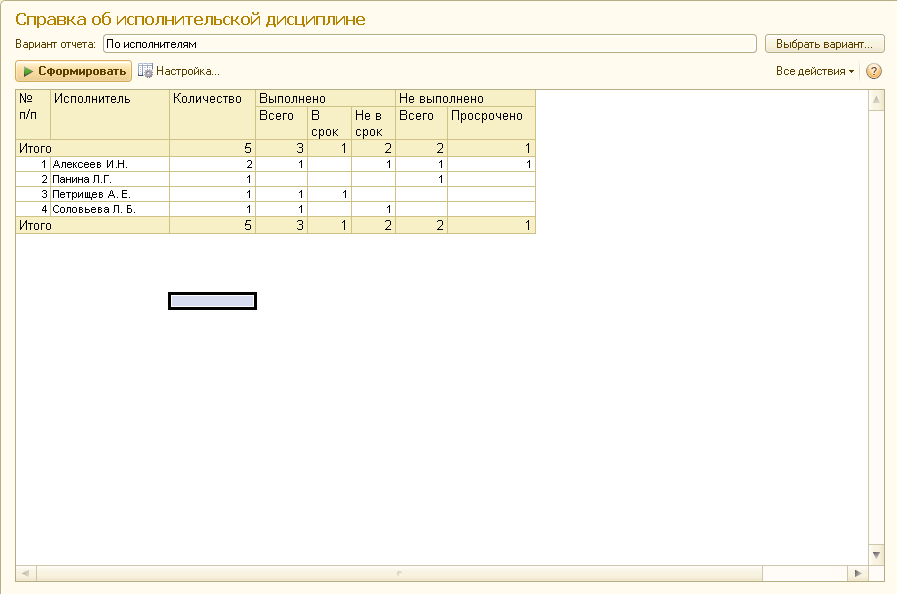 Справка об исполнительской дисциплине
Вариант отчета: По исполнителям Выбрать вариант...
Сформировать Настройка... Все действия ?
№ п/п Исполнитель Количество Выполнено Не выполнено
Всего В срок Не в срок Всего Просрочено
Итого 5 3 1 2 2 1
1 Алексеев И.Н. 2 1 1 1 1
2 Панина Л.Г. 1 1
3 Петрищев А. Е. 1 1 1
4 Соловьева Л. Б. 1 1 1
Итого 5 3 1 2 2 1